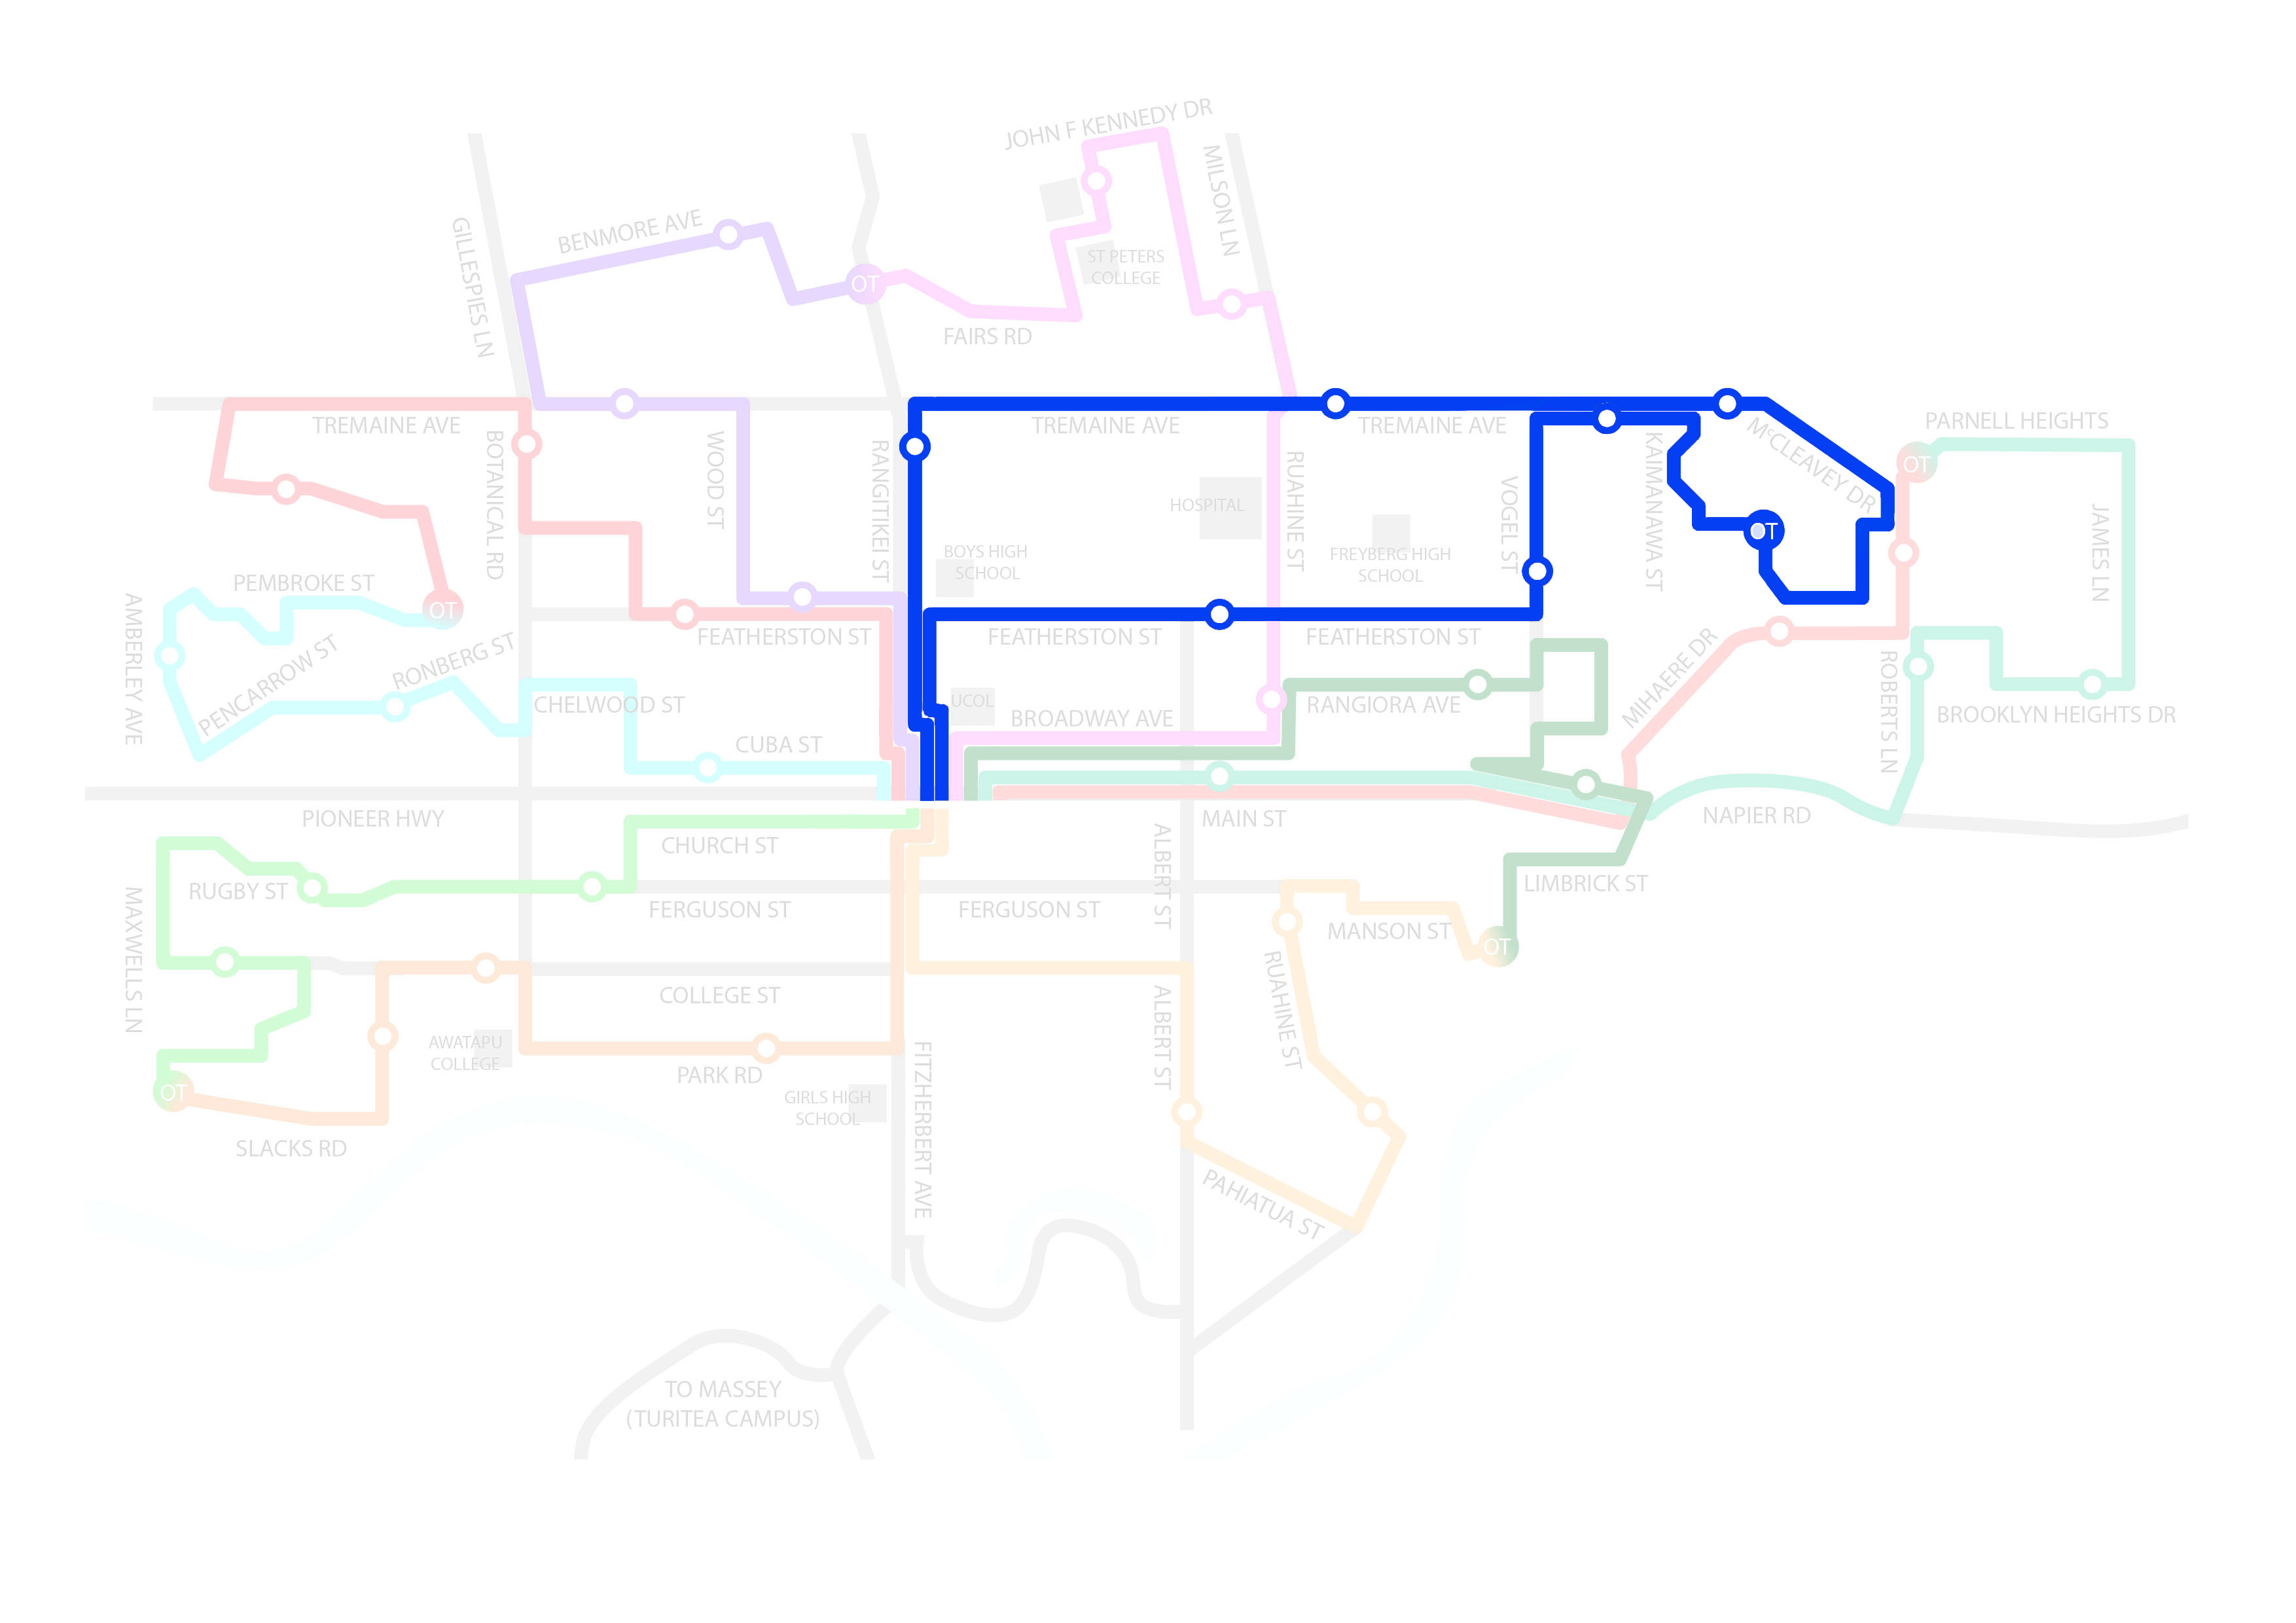 JOHN F KENNEDY DR
MILSON LN
GILLESPIES LN
BENMORE AVE
ST PETERS
COLLEGE
OT
FAIRS RD
TREMAINE AVE
TREMAINE AVE
TREMAINE AVE
PARNELL HEIGHTS
BOTANICAL RD
WOOD ST
RANGITIKEI ST
RUAHINE ST
VOGEL ST
KAIMANAWA ST
McCLEAVEY DR
OT
HOSPITAL
JAMES LN
OT
BOYS HIGH
SCHOOL
FREYBERG HIGH
SCHOOL
PEMBROKE ST
OT
AMBERLEY AVE
PENCARROW ST
RONBERG ST
FEATHERSTON ST
FEATHERSTON ST
FEATHERSTON ST
MIHAERE DR
ROBERTS LN
CHELWOOD ST
UCOL
BROADWAY AVE
RANGIORA AVE
BROOKLYN HEIGHTS DR
CUBA ST
PIONEER HWY
MAIN ST
NAPIER RD
CHURCH ST
ALBERT ST
RUGBY ST
LIMBRICK ST
MAXWELLS LN
FERGUSON ST
FERGUSON ST
MANSON ST
OT
RUAHINE ST
COLLEGE ST
ALBERT ST
AWATAPU
COLLEGE
FITZHERBERT AVE
PARK RD
OT
GIRLS HIGH
SCHOOL
SLACKS RD
PAHIATUA ST
TO MASSEY
(TURITEA CAMPUS)